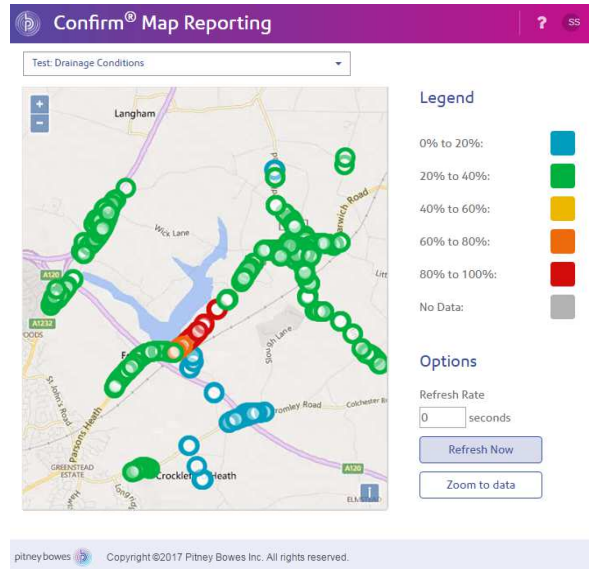 Confirm® Map Reporting
? SS
Test: Drainage Conditions
+
-
Langham
Wick Lane
A120
A1232
St John's Road
Parsons Heath
GREENSTEAD ESTATE
Slough Lane
Bromley Road
Colchester
Crockleford Heath
A120
i
Legend
0% to 20%:
20% to 40%:
40% to 60%:
60% to 80%:
80% to 100%:
No Data:
Options
Refresh Rate
0 seconds
Refresh Now
Zoom to data
pitney bowes Copyright ©2017 Pitney Bowes Inc. All rights reserved.